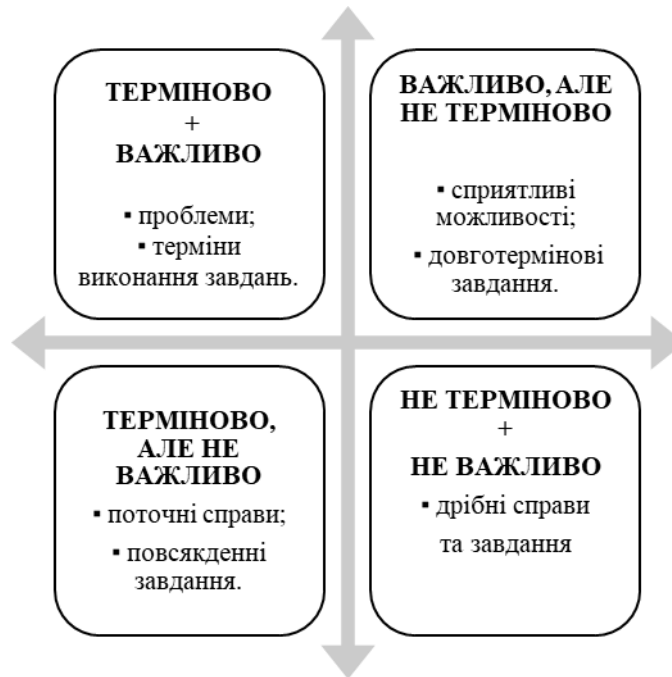 ТЕРМІНОВО
+
ВАЖЛИВО
▪ проблеми;
▪ терміни
виконання завдань.
ВАЖЛИВО, АЛЕ
НЕ ТЕРМІНОВО
▪ сприятливі
можливості;
▪ довготермінові
завдання.
ТЕРМІНОВО,
АЛЕ НЕ
ВАЖЛИВО
▪ поточні справи;
▪ повсякденні
завдання.
НЕ ТЕРМІНОВО
+
НЕ ВАЖЛИВО
▪ дрібні справи
та завдання